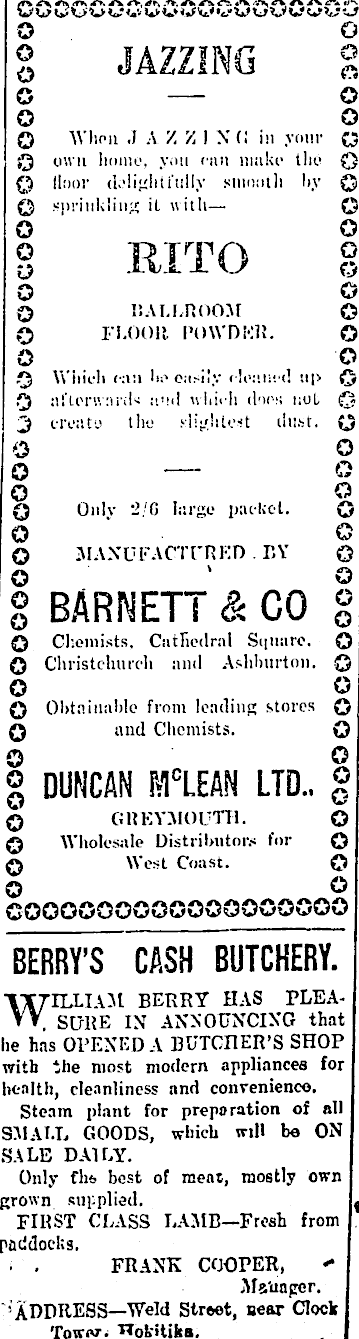 JAZZING
When JAZZING in your
own home, you can make the
floor delightfully smooth by
sprinkling it with—
RITO
BALLROOM
FLOOR POWDER.
Which can be easily cleaned up
afterwards and which does not
create the slightest dust.
Only 2/6 large packet.
MANUFACTURED . BY
BARNETT & CO
Chemists, Cathedral Square.
Christchurch and Ashburton.
Obtainable from leading stores
and Chemists.
DUNCAN McLEAN LTD.,
GREYMOUTH.
Wholesale Distributors for
West Coast.
BERRY'S CASH BUTCHERY.
WILLIAM BERRY HAS PLEA-
SURE IN ANNOUNCING that
he has OPENED A BUTCHER'S SHOP
with the most modern appliances for
health, cleanliness and convenience.
Steam plant for preparation of all
SMALL GOODS, which will be ON
SALE DAILY.
Only the best of meat, mostly own
grown supplied.
FIRST CLASS LAMB—Fresh from
paddocks.
FRANK COOPER,
Manager.
ADDRESS—Weld Street, near Clock
Tower, Hokitika.